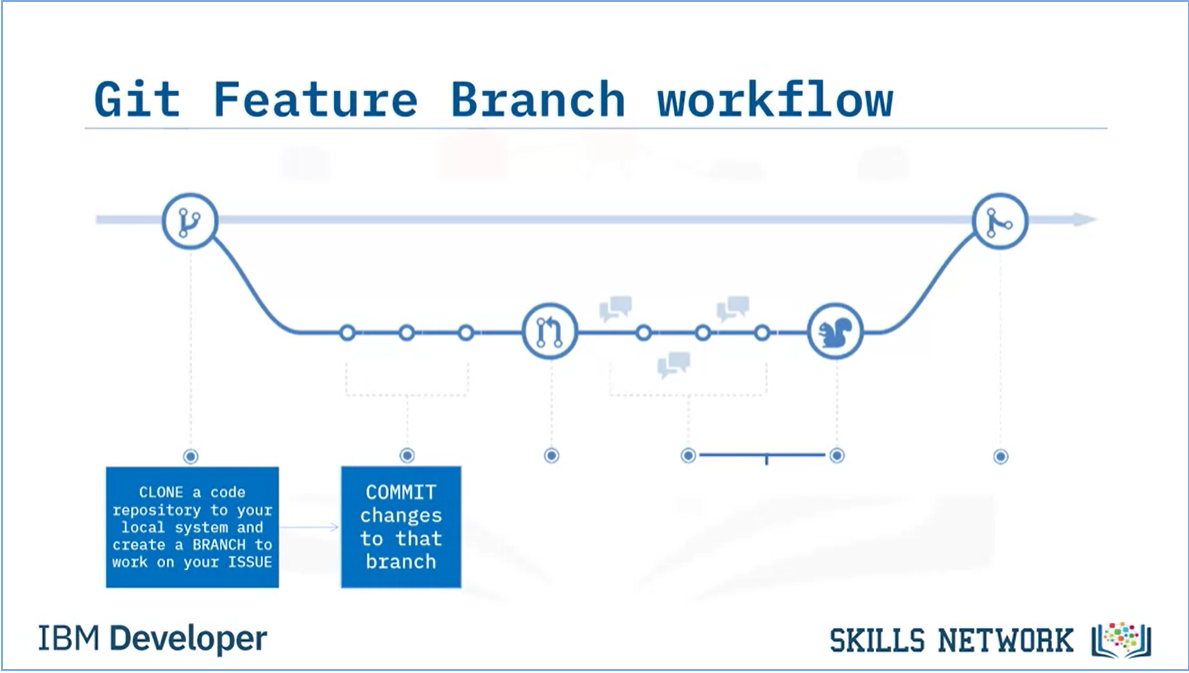 Git Feature Branch workflow
CLONE a code
repository to your
local system and
create a BRANCH to
work on your ISSUE
COMMIT
changes
to that
branch
IBM Developer
SKILLS NETWORK